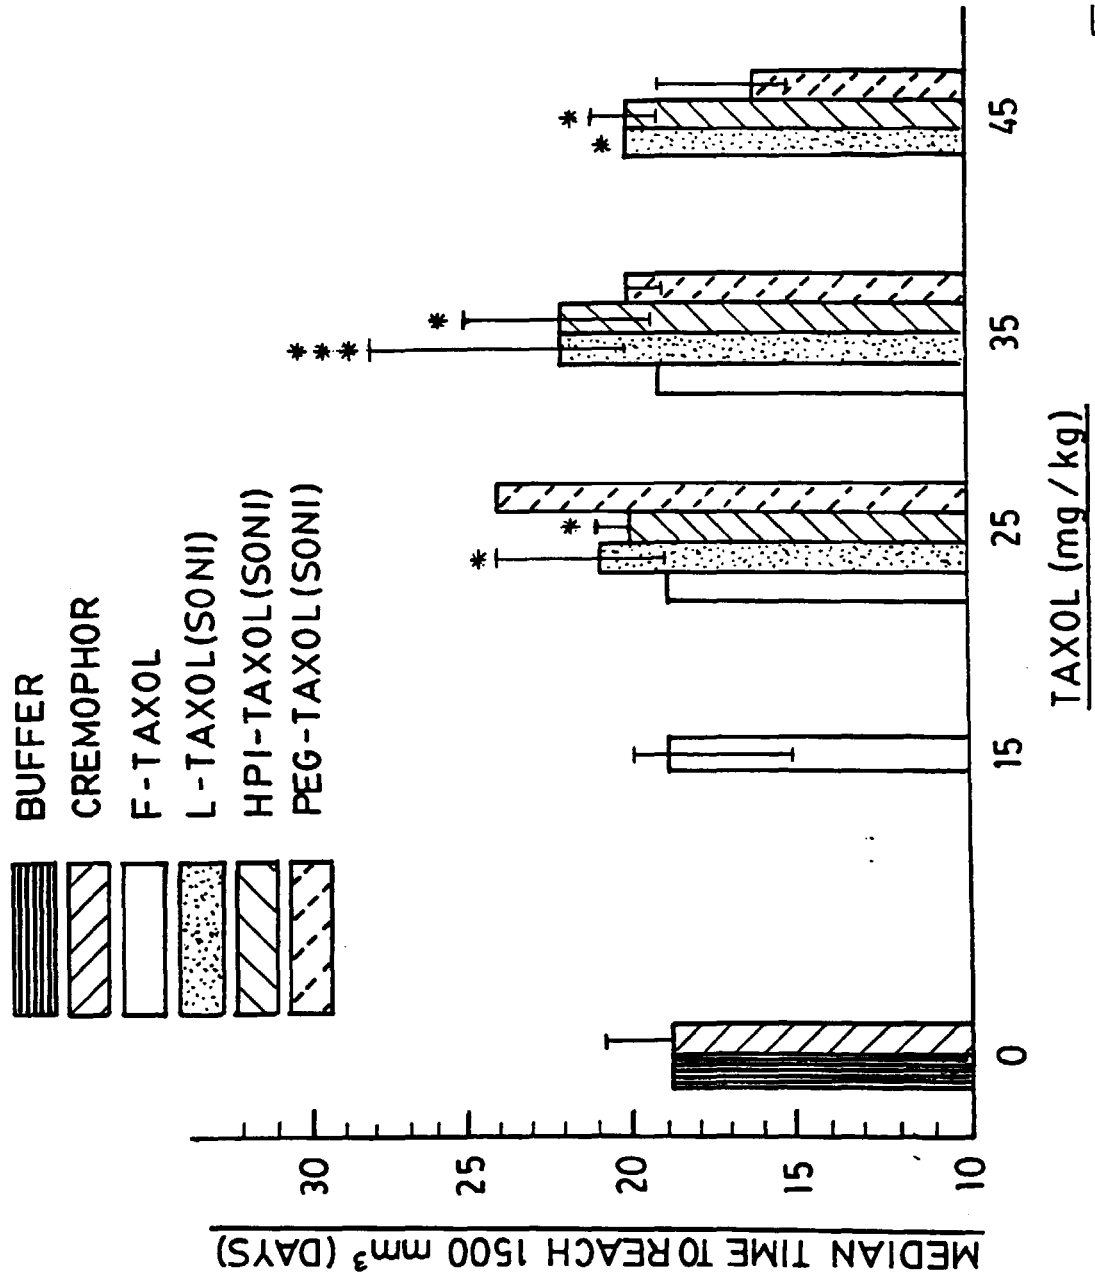 BUFFER
CREMOPHOR
F-TAXOL
L-TAXOL(SONI)
HPI-TAXOL(SONI)
PEG-TAXOL(SONI)
MEDIAN TIME TO REACH 1500 mm³ (DAYS)
30
25
20
15
10
*
*
***
*
*
*
0
15
25
35
45
TAXOL (mg/kg)